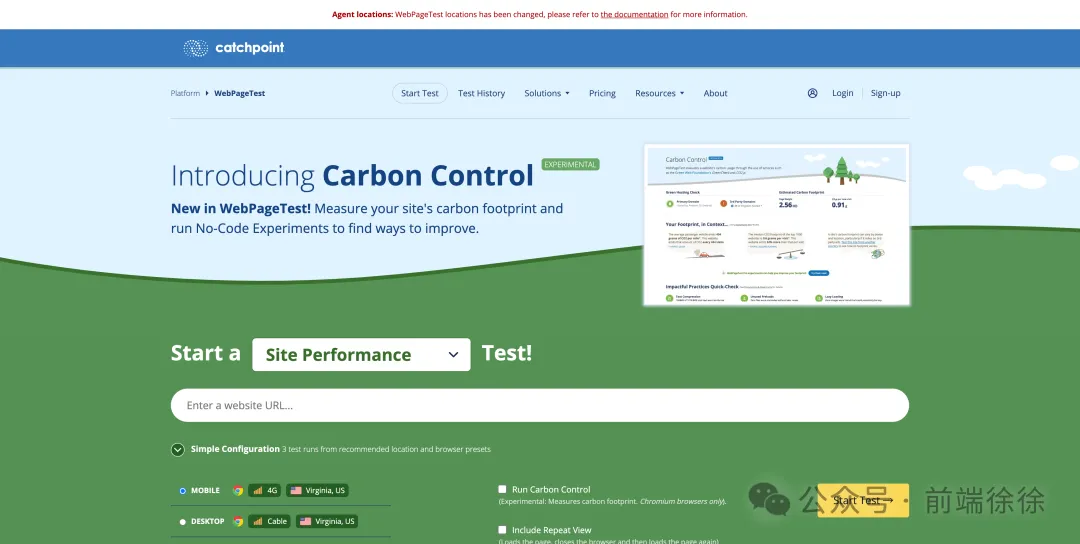 Agent locations: WebPageTest locations has been changed, please refer to the documentation for more information.
catchpoint
Platform WebPageTest
Start Test Test History Solutions Pricing Resources About Login Sign-up
Introducing Carbon Control EXPERIMENTAL
New in WebPageTest! Measure your site's carbon footprint and
run No-Code Experiments to find ways to improve.
Carbon Control
Green Hosting Check
Estimated Carbon Footprint
2.56
0.91
Your Footprint, in Context...
Impactful Practices Quick-Check
Text Compression
Lazy Loading
Start a Site Performance Test!
Enter a website URL...
Simple Configuration 3 test runs from recommended location and browser presets
MOBILE 4G Virginia, US
Run Carbon Control
(Experimental: Measures carbon footprint. Chromium browsers only).
Start Test →
公众号 · 前端徐徐
DESKTOP Cable Virginia, US
Include Repeat View
(Loads the page, closes the browser and then loads the page again)